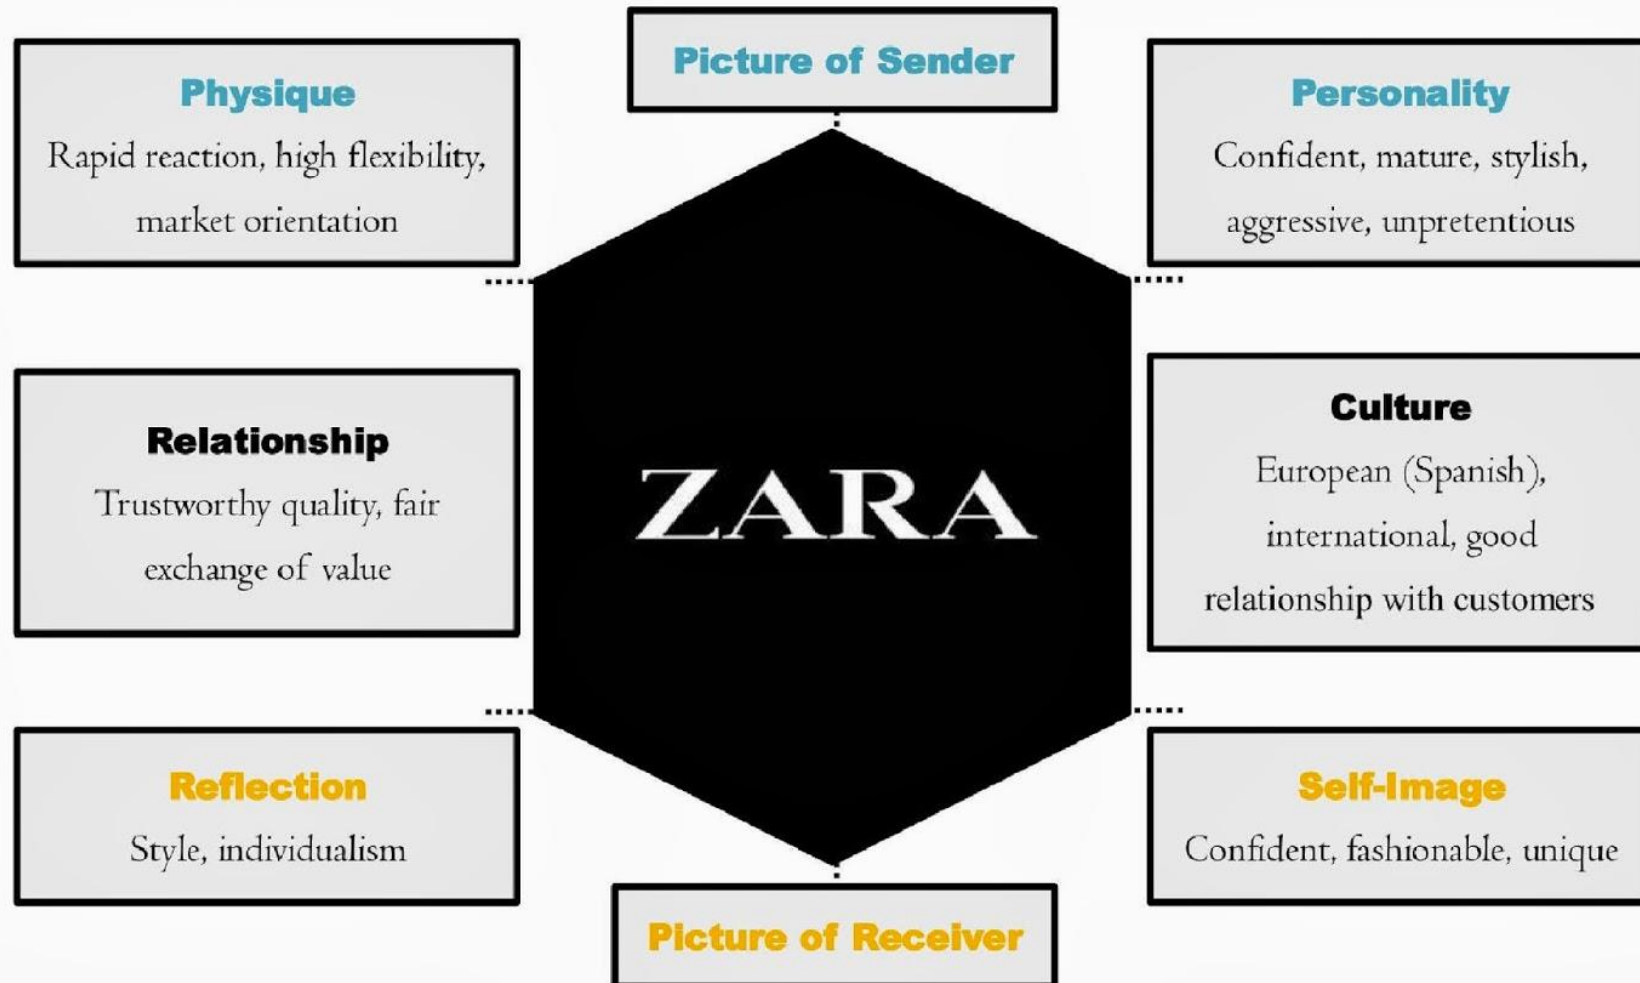 Picture of Sender
Physique
Rapid reaction, high flexibility,
market orientation
Personality
Confident, mature, stylish,
aggressive, unpretentious
Relationship
Trustworthy quality, fair
exchange of value
ZARA
Culture
European (Spanish),
international, good
relationship with customers
Reflection
Style, individualism
Self-Image
Confident, fashionable, unique
Picture of Receiver